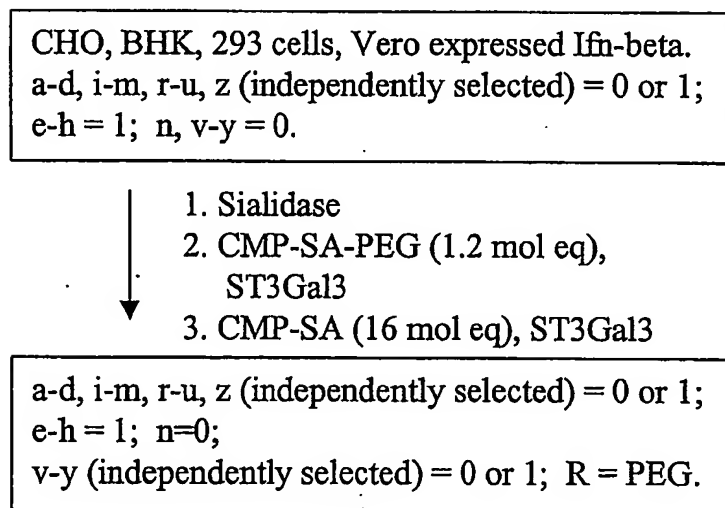 CHO, BHK, 293 cells, Vero expressed Ifn-beta.
a-d, i-m, r-u, z (independently selected) = 0 or 1;
e-h = 1; n, v-y = 0.
1. Sialidase
2. CMP-SA-PEG (1.2 mol eq),
ST3Gal3
3. CMP-SA (16 mol eq), ST3Gal3
a-d, i-m, r-u, z (independently selected) = 0 or 1;
e-h = 1; n=0;
v-y (independently selected) = 0 or 1; R = PEG.